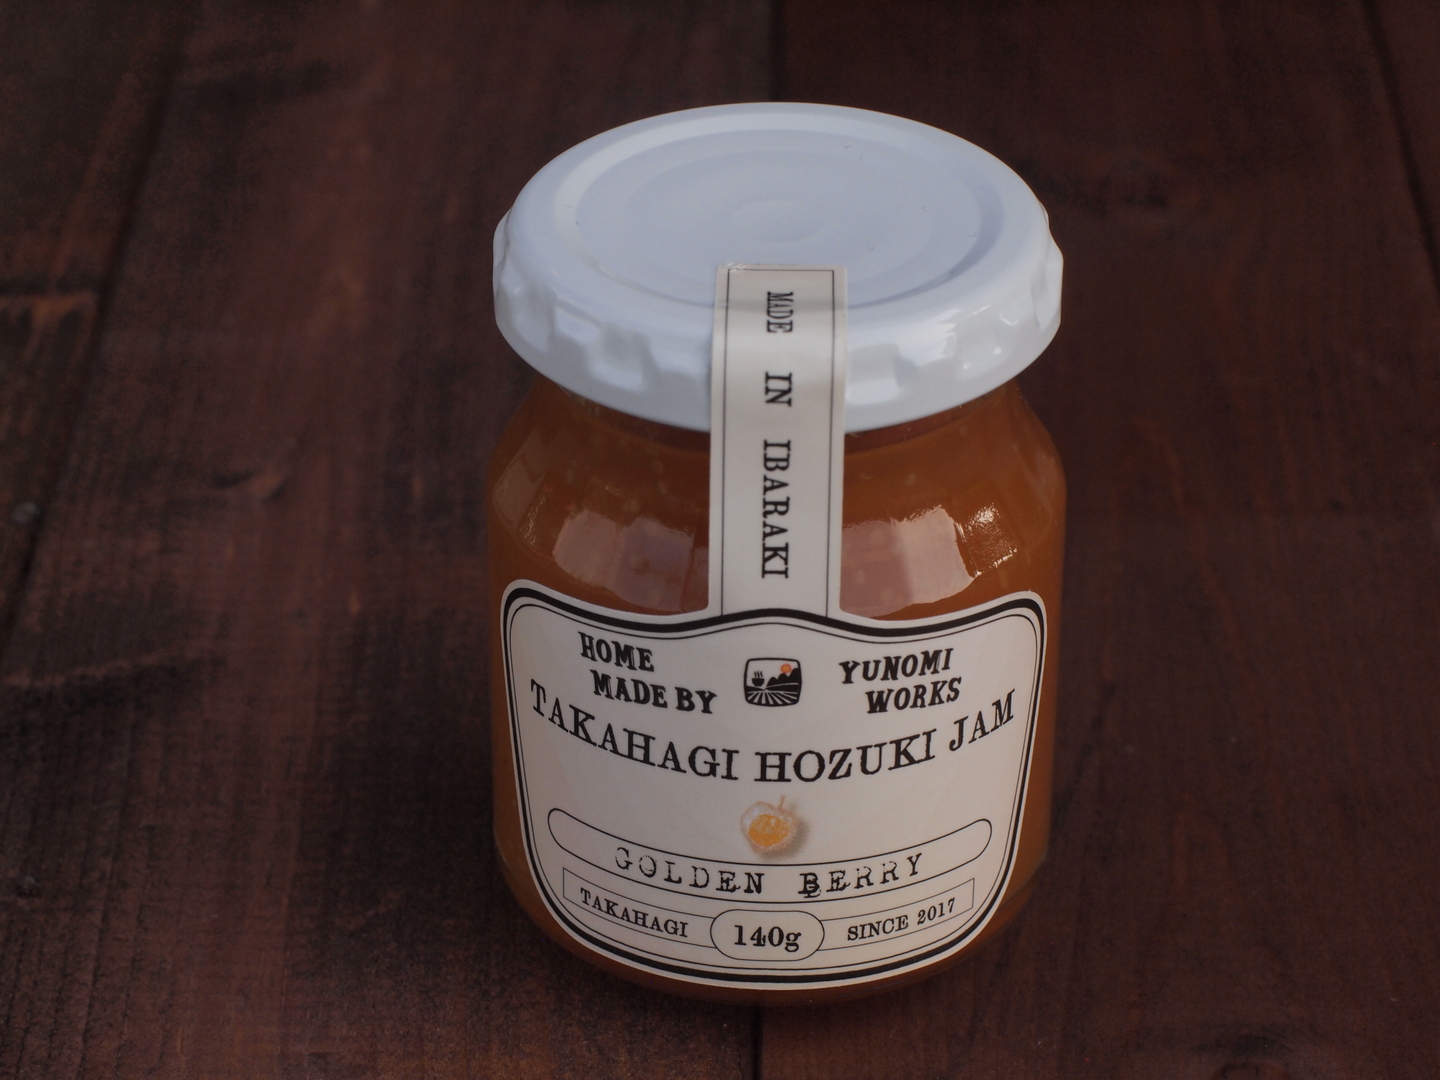 MADE IN IBARAKI
HOME
MADE BY
YUNOMI
WORKS
TAKAHAGI HOZUKI JAM
GOLDEN BERRY
TAKAHAGI
140g
SINCE 2017